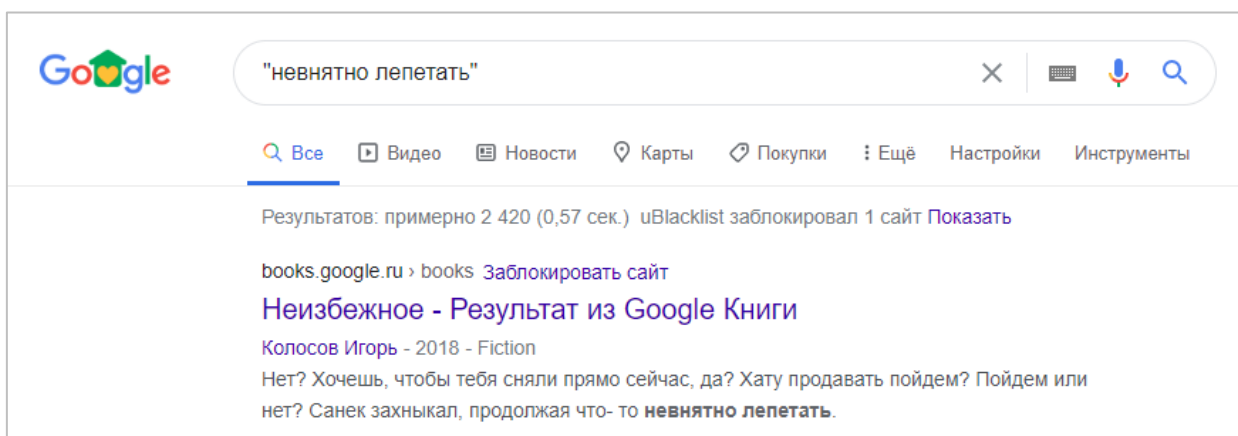 Google
"невнятно лепетать"
Все Видео Новости Карты Покупки Ещё Настройки Инструменты
Результатов: примерно 2 420 (0,57 сек.) uBlacklist заблокировал 1 сайт Показать
books.google.ru › books Заблокировать сайт
Неизбежное - Результат из Google Книги
Колосов Игорь - 2018 - Fiction
Нет? Хочешь, чтобы тебя сняли прямо сейчас, да? Хату продавать пойдем? Пойдем или
нет? Санек захныкал, продолжая что- то невнятно лепетать.